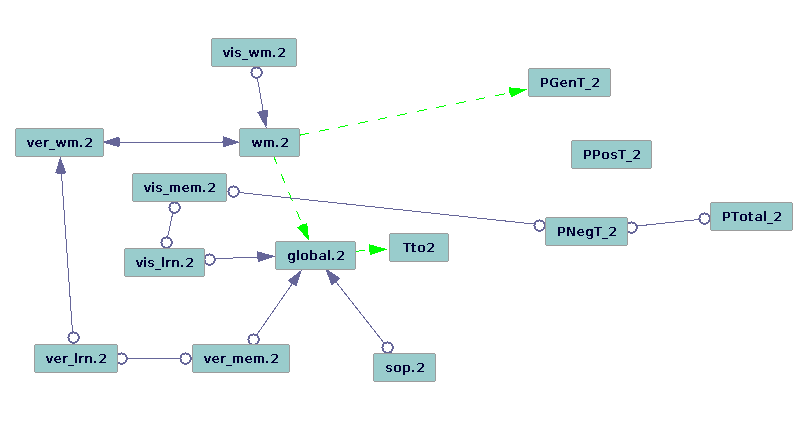 vis_wm.2
PGenT_2
ver_wm.2
wm.2
PPosT_2
vis_mem.2
PTotal_2
PNegT_2
Tto2
global.2
vis_lrn.2
ver_lrn.2
ver_mem.2
sop.2